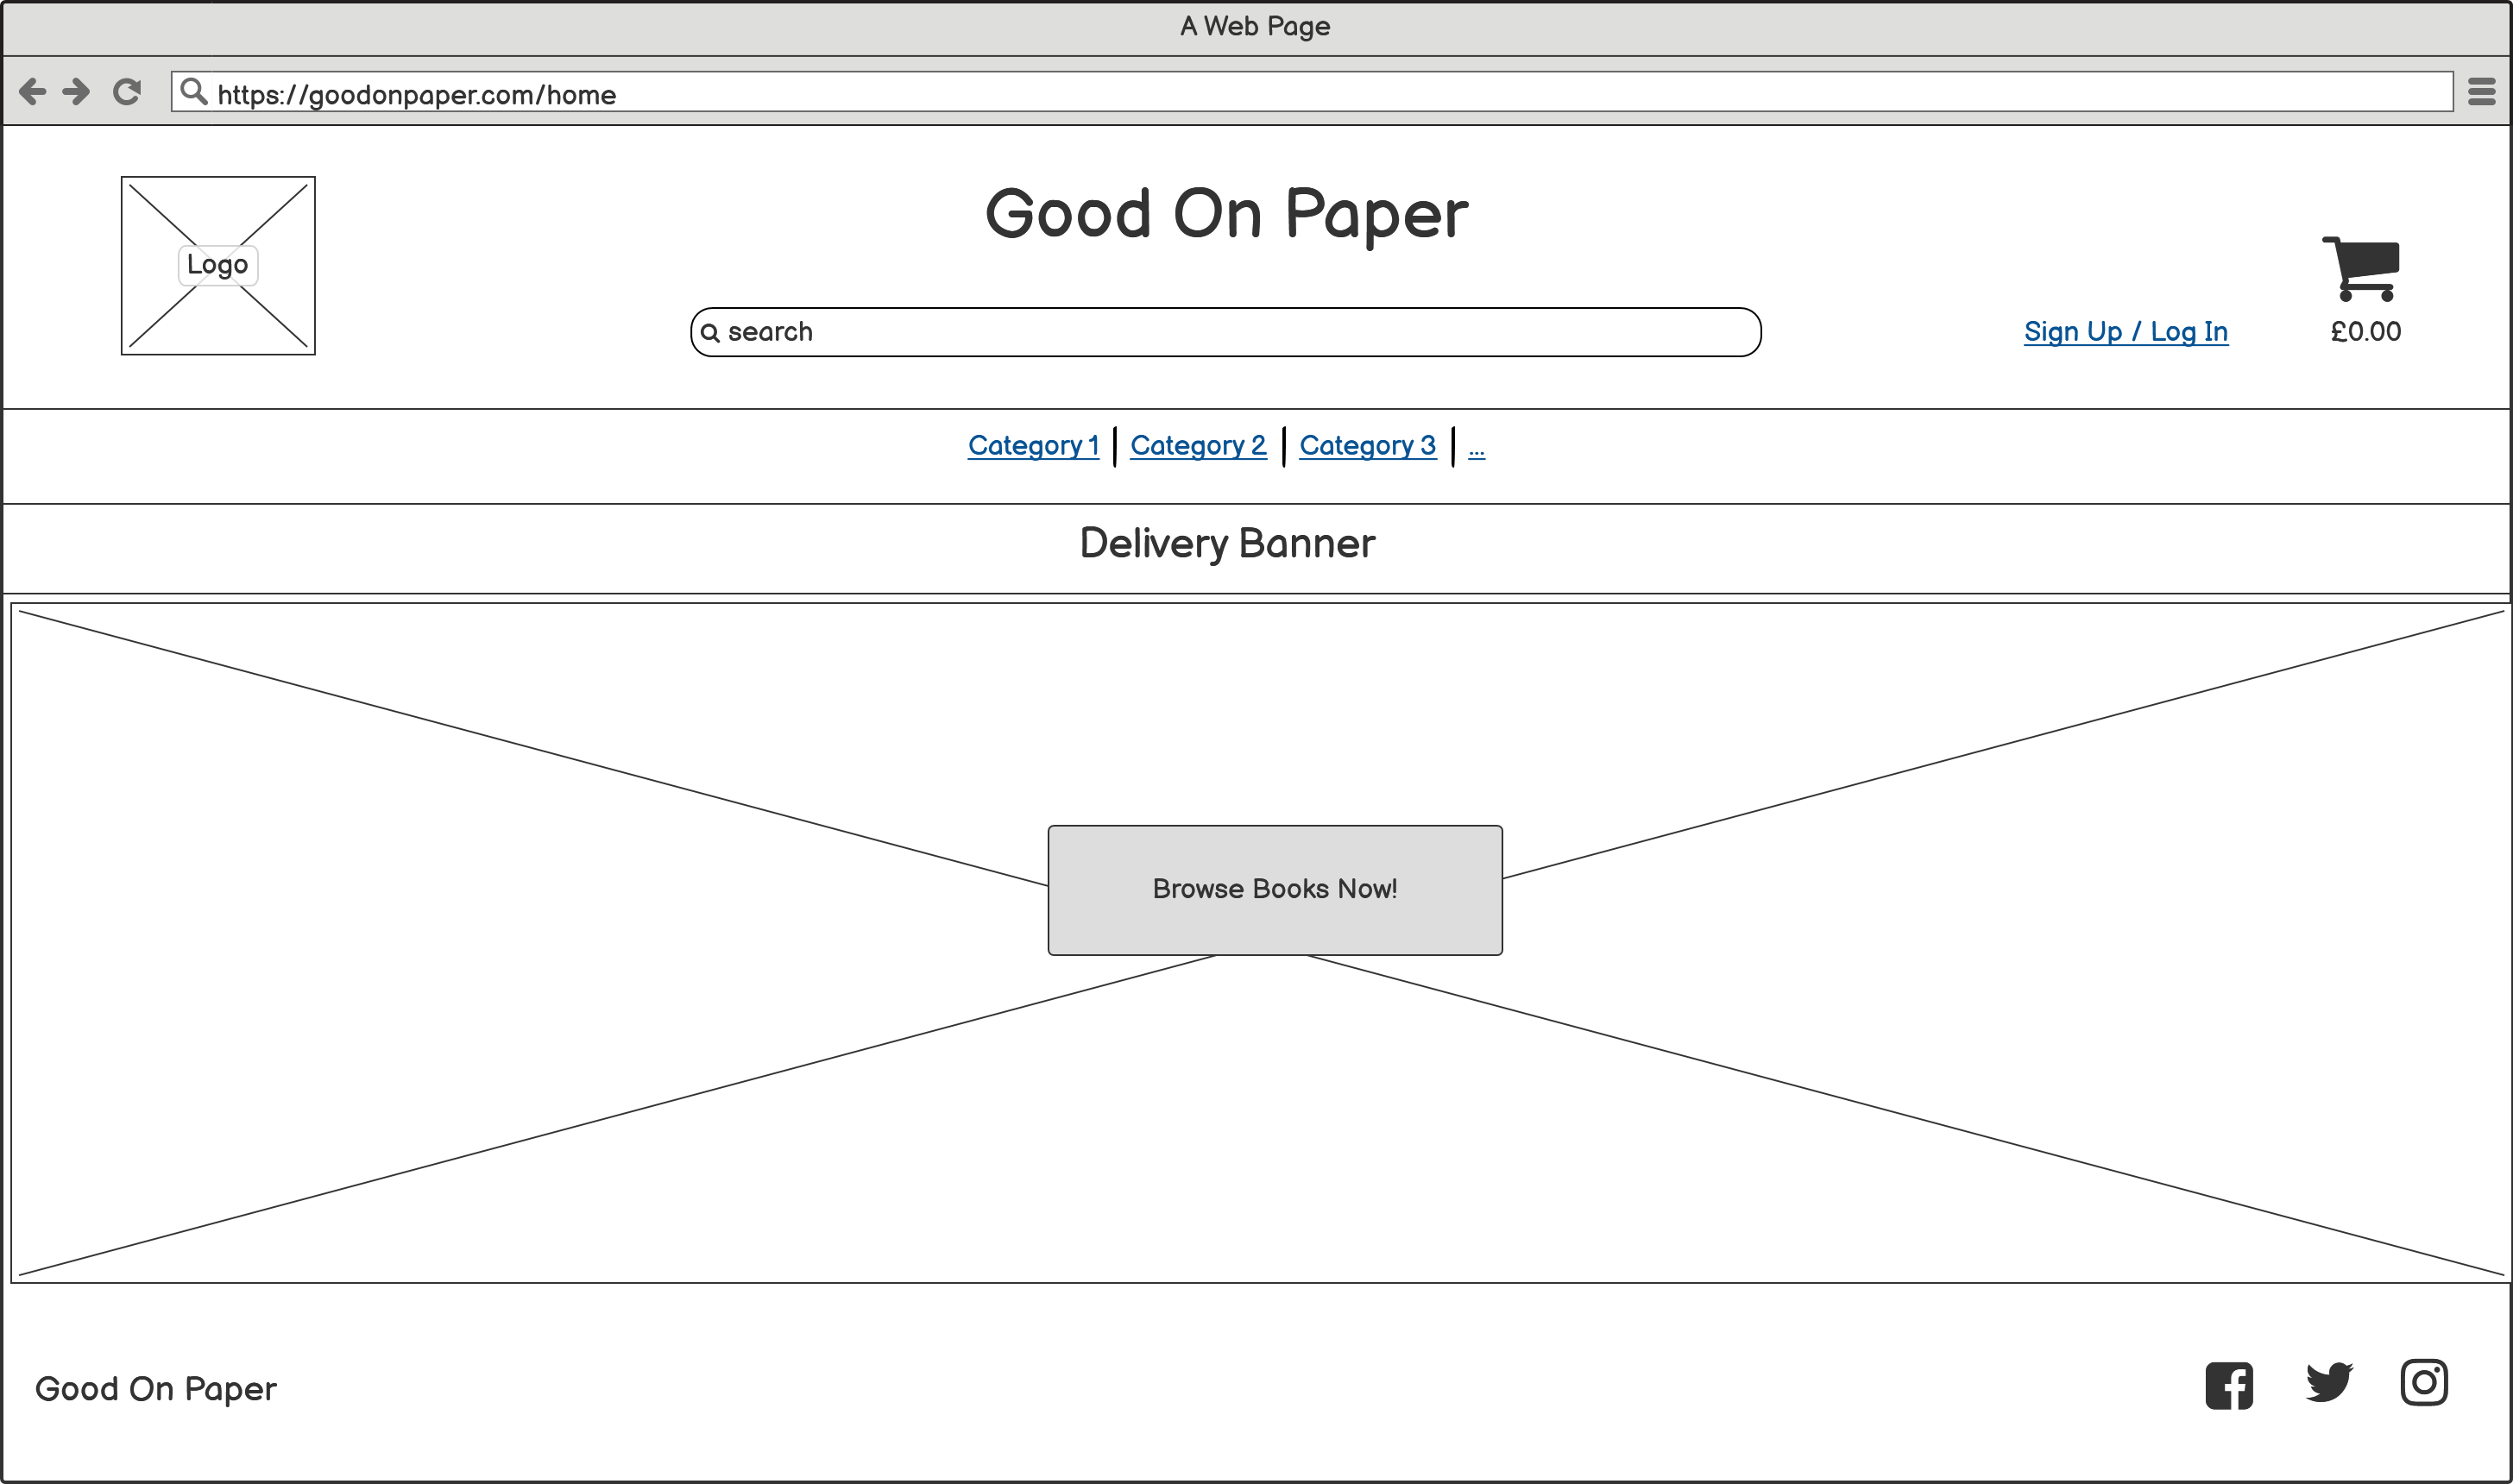 A Web Page
https://goodonpaper.com/home
Good On Paper
Logo
search
Sign Up / Log In
£0.00
Category 1 | Category 2 | Category 3 | ...
Delivery Banner
Browse Books Now!
Good On Paper